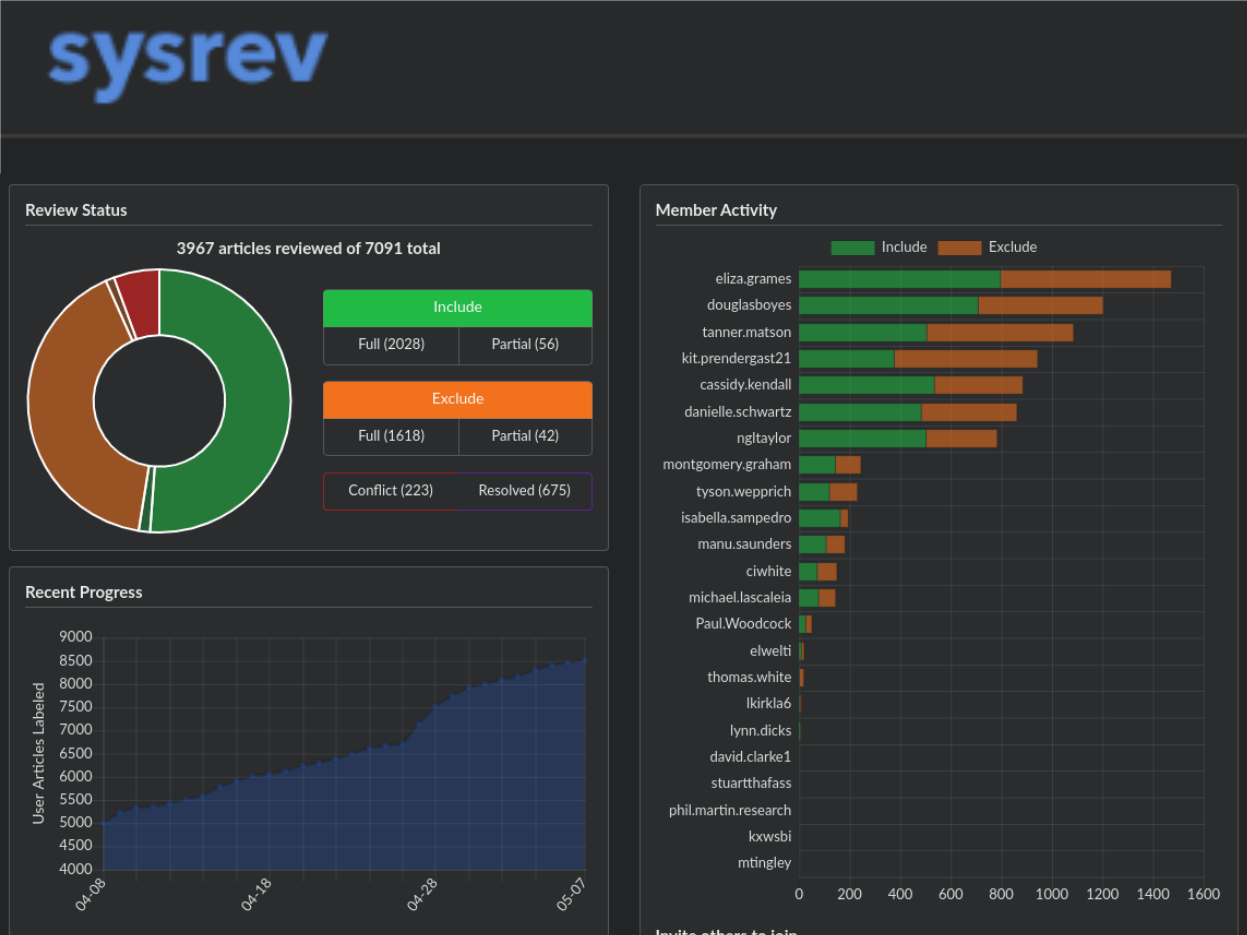 sysrev
Review Status
3967 articles reviewed of 7091 total
Include
Full (2028) Partial (56)
Exclude
Full (1618) Partial (42)
Conflict (223) Resolved (675)
Recent Progress
User Articles Labeled
9000
8500
8000
7500
7000
6500
6000
5500
5000
4500
4000
04-08 04-18 04-28 05-07
Member Activity
Include Exclude
eliza.grames
douglasboyes
tanner.matson
kit.prendergast21
cassidy.kendall
danielle.schwartz
ngltaylor
montgomery.graham
tyson.wepprich
isabella.sampedro
manu.saunders
ciwhite
michael.lascaleia
Paul.Woodcock
elwelti
thomas.white
lkirkla6
lynn.dicks
david.clarke1
stuartthafass
phil.martin.research
kxwsbi
mtingley
0 200 400 600 800 1000 1200 1400 1600
Invite others to join